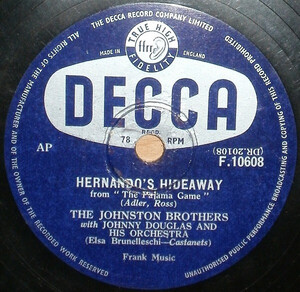 THE DECCA RECORD COMPANY LIMITED
ALL RIGHTS OF THE MANUFACTURER AND OF THE OWNER OF THE RECORDED WORK RESERVED
UNAUTHORISED PUBLIC PERFORMANCE BROADCASTING AND COPYING OF THIS RECORD PROHIBITED
TRUE HIGH
ffrr
FIDELITY
MADE IN
ENGLAND
DECCA
REGD.
AP
78
RPM
(DR.20108)
F.10608
HERNANDO'S HIDEAWAY
from "The Pajama Game"
(Adler, Ross)
THE JOHNSTON BROTHERS
with JOHNNY DOUGLAS AND
HIS ORCHESTRA
(Elsa Brunelleschi—Castanets)
Frank Music